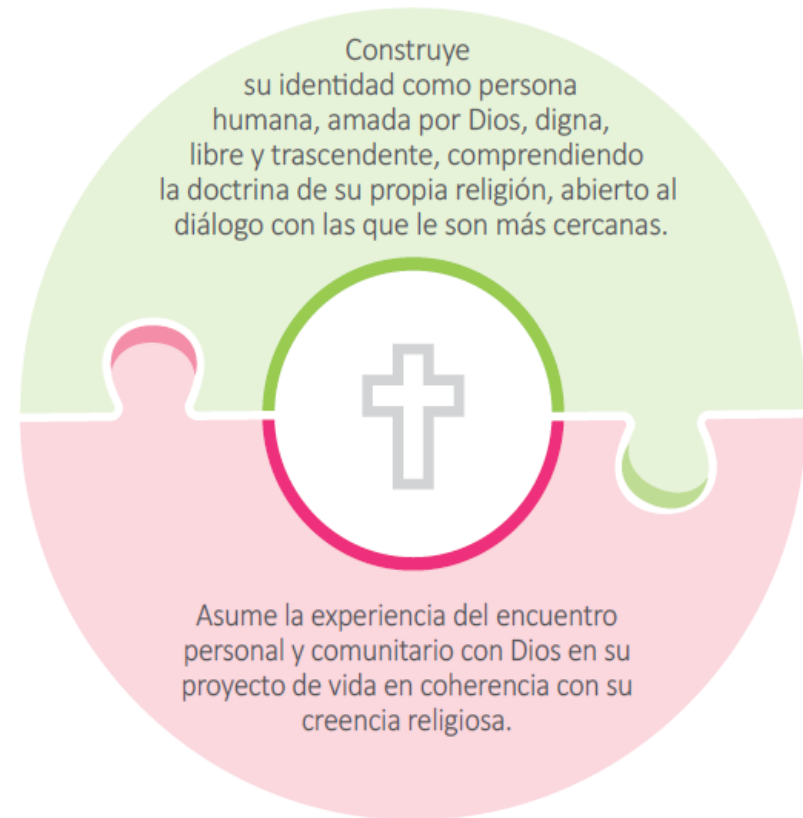 Construye
su identidad como persona
humana, amada por Dios, digna,
libre y trascendente, comprendiendo
la doctrina de su propia religión, abierto al
diálogo con las que le son más cercanas.
Asume la experiencia del encuentro
personal y comunitario con Dios en su
proyecto de vida en coherencia con su
creencia religiosa.